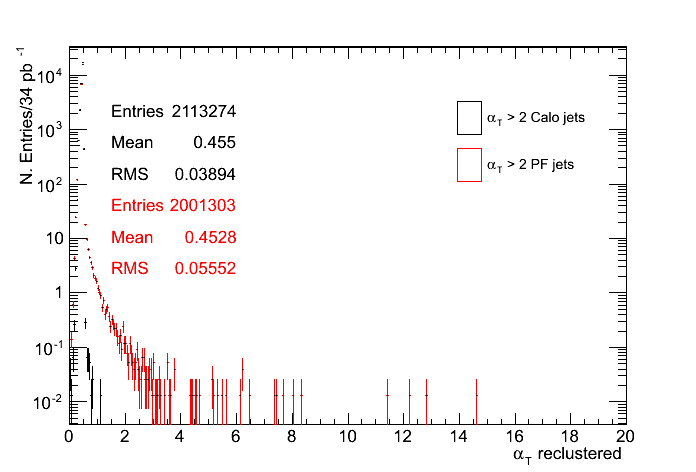 N. Entries/34 pb⁻¹
10⁴
10³
10²
10
1
10⁻¹
10⁻²
Entries 2113274
Mean 0.455
RMS 0.03894
Entries 2001303
Mean 0.4528
RMS 0.05552
α_T > 2 Calo jets
α_T > 2 PF jets
0 2 4 6 8 10 12 14 16 18 20
α_T reclustered